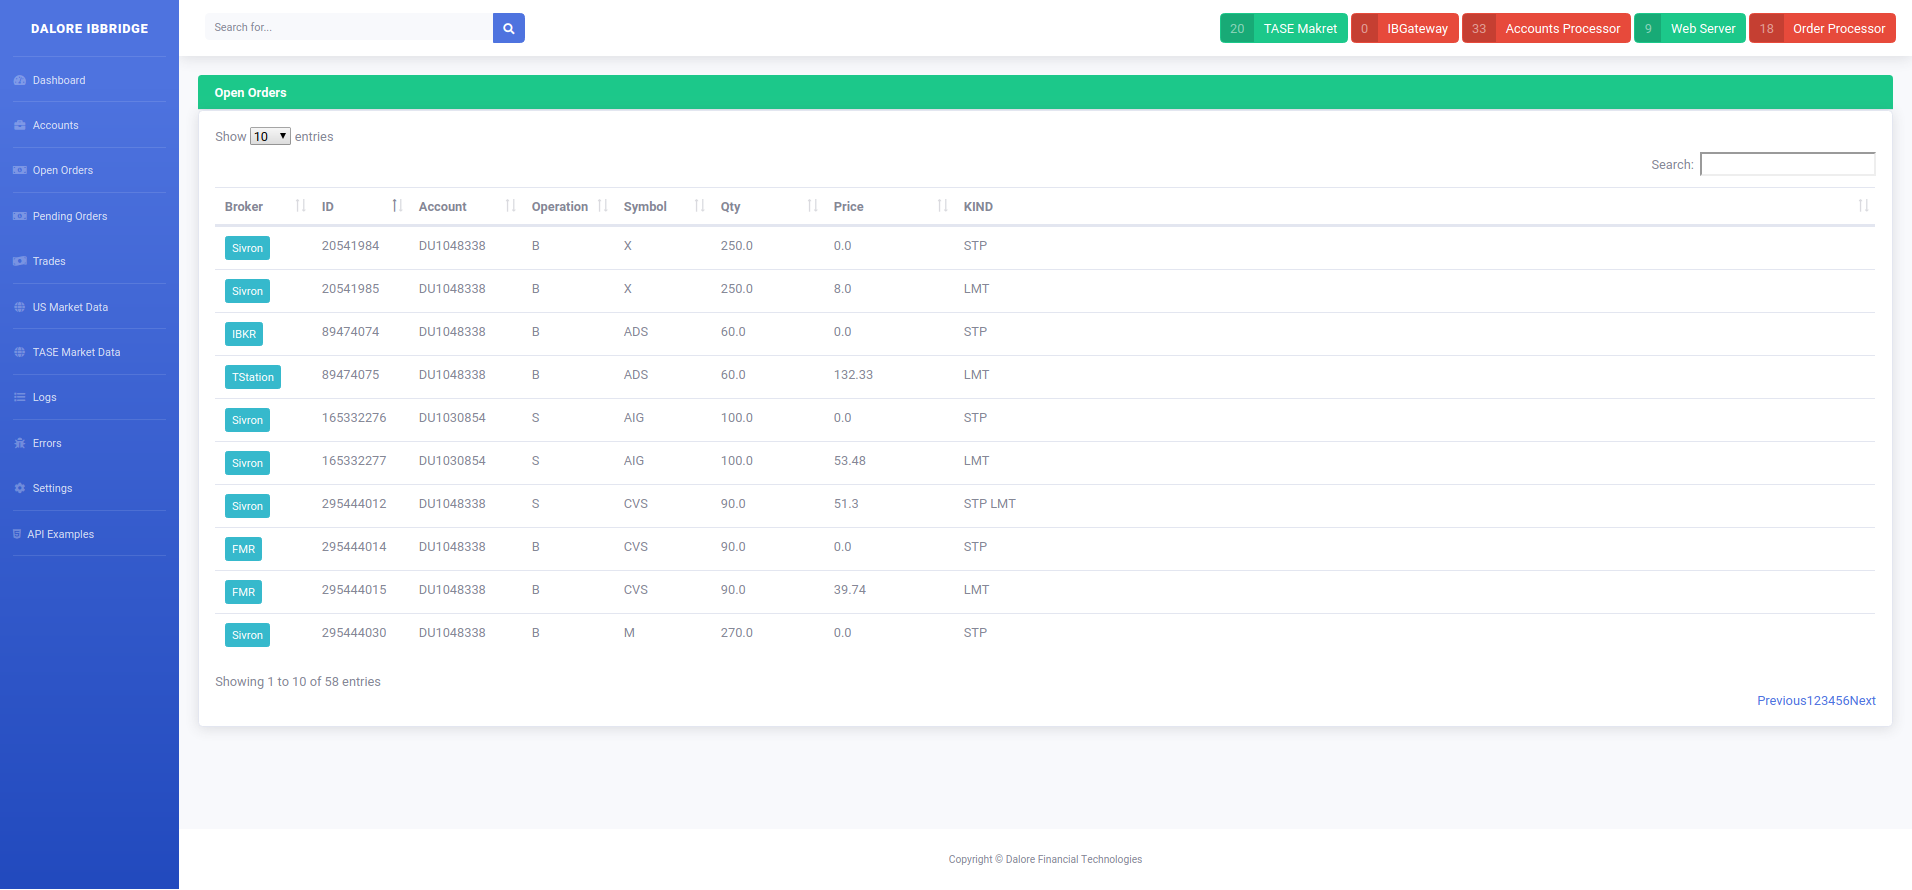 DALORE IBBRIDGE
Dashboard
Accounts
Open Orders
Pending Orders
Trades
US Market Data
TASE Market Data
Logs
Errors
Settings
API Examples
Search for...
20 TASE Makret 0 IBGateway 33 Accounts Processor 9 Web Server 18 Order Processor
Open Orders
Show 10 entries
Search:
Broker ID Account Operation Symbol Qty Price KIND
Sivron 20541984 DU1048338 B X 250.0 0.0 STP
Sivron 20541985 DU1048338 B X 250.0 8.0 LMT
IBKR 89474074 DU1048338 B ADS 60.0 0.0 STP
TStation 89474075 DU1048338 B ADS 60.0 132.33 LMT
Sivron 165332276 DU1030854 S AIG 100.0 0.0 STP
Sivron 165332277 DU1030854 S AIG 100.0 53.48 LMT
Sivron 295444012 DU1048338 S CVS 90.0 51.3 STP LMT
FMR 295444014 DU1048338 B CVS 90.0 0.0 STP
FMR 295444015 DU1048338 B CVS 90.0 39.74 LMT
Sivron 295444030 DU1048338 B M 270.0 0.0 STP
Showing 1 to 10 of 58 entries
Previous123456Next
Copyright © Dalore Financial Technologies